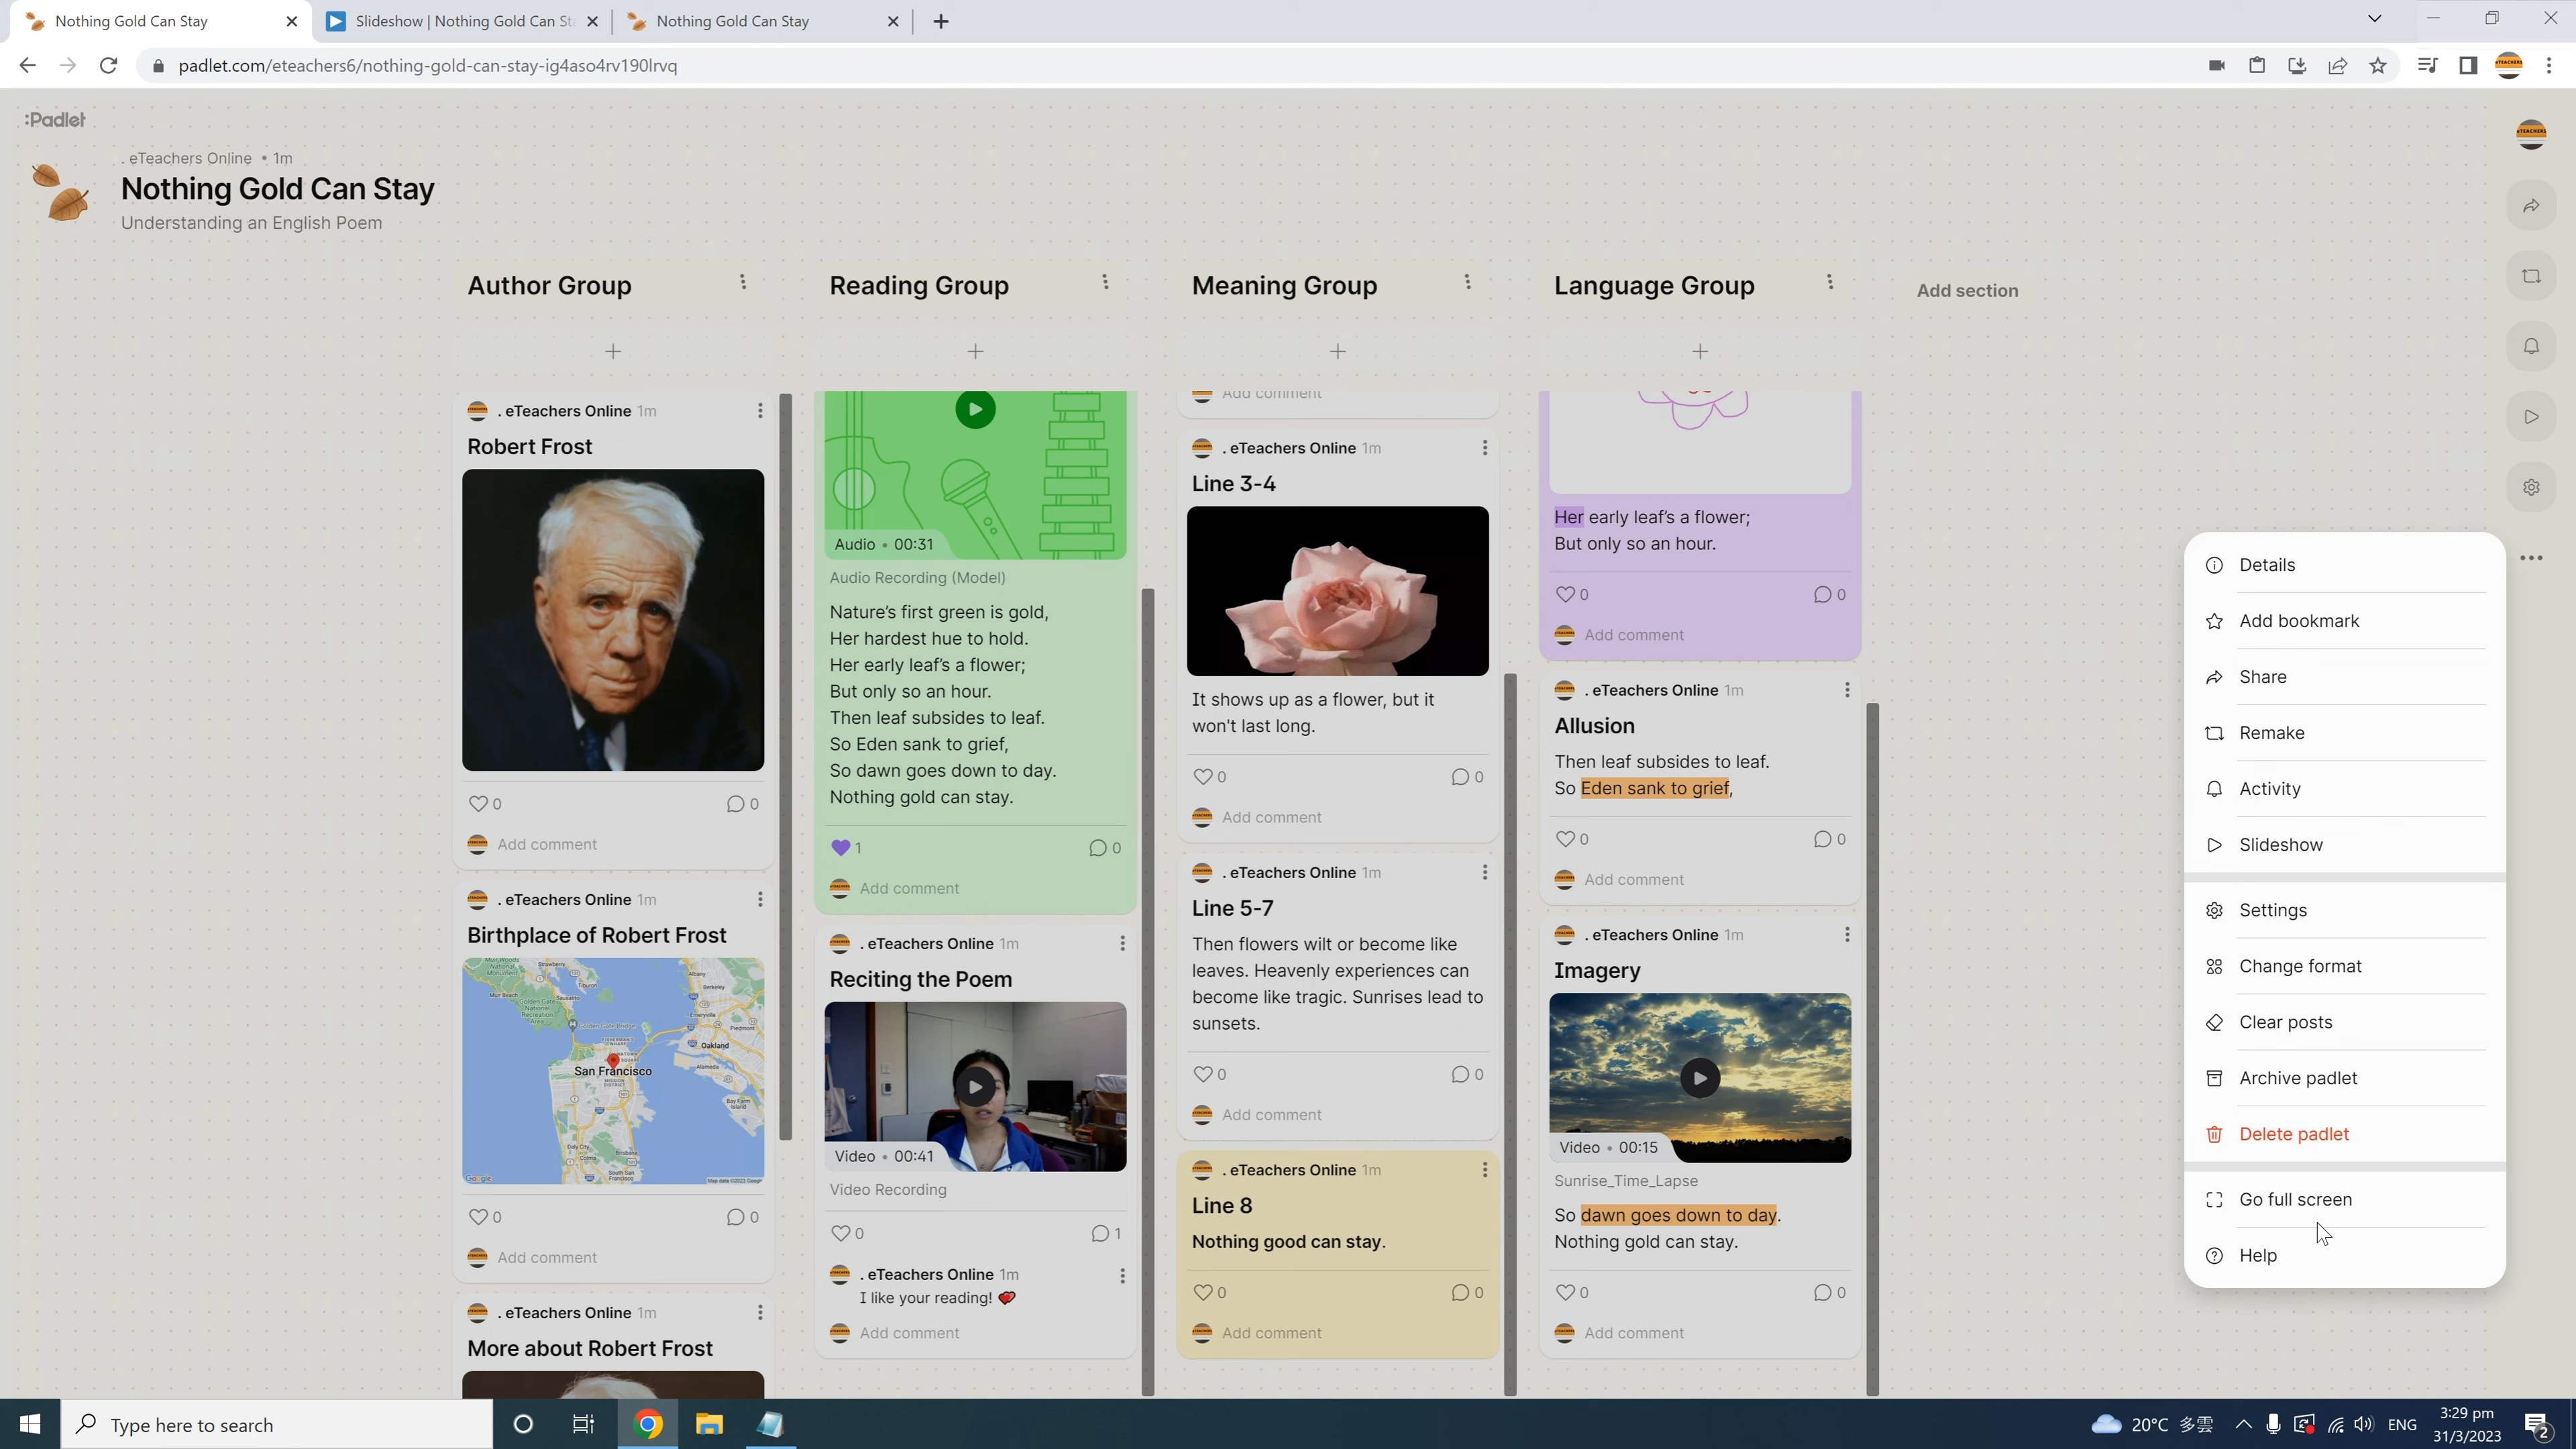 Nothing Gold Can Stay
Slideshow | Nothing Gold Can St
Nothing Gold Can Stay
padlet.com/eteachers6/nothing-gold-can-stay-ig4aso4rv190lrvq
:Padlet
. eTeachers Online • 1m
Nothing Gold Can Stay
Understanding an English Poem
Author Group
Reading Group
Meaning Group
Language Group
Add section
. eTeachers Online 1m
Robert Frost
0
0
Add comment
. eTeachers Online 1m
Birthplace of Robert Frost
San Francisco
Oakland
Google
0
0
Add comment
. eTeachers Online 1m
More about Robert Frost
Audio • 00:31
Audio Recording (Model)
Nature’s first green is gold,
Her hardest hue to hold.
Her early leaf’s a flower;
But only so an hour.
Then leaf subsides to leaf.
So Eden sank to grief,
So dawn goes down to day.
Nothing gold can stay.
1
0
Add comment
. eTeachers Online 1m
Reciting the Poem
Video • 00:41
Video Recording
0
1
. eTeachers Online 1m
I like your reading!
Add comment
Add comment
. eTeachers Online 1m
Line 3-4
It shows up as a flower, but it
won't last long.
0
0
Add comment
. eTeachers Online 1m
Line 5-7
Then flowers wilt or become like
leaves. Heavenly experiences can
become like tragic. Sunrises lead to
sunsets.
0
0
Add comment
. eTeachers Online 1m
Line 8
Nothing good can stay.
0
0
Add comment
Her early leaf’s a flower;
But only so an hour.
0
0
Add comment
. eTeachers Online 1m
Allusion
Then leaf subsides to leaf.
So Eden sank to grief,
0
0
Add comment
. eTeachers Online 1m
Imagery
Video • 00:15
Sunrise_Time_Lapse
So dawn goes down to day.
Nothing gold can stay.
0
0
Add comment
Details
Add bookmark
Share
Remake
Activity
Slideshow
Settings
Change format
Clear posts
Archive padlet
Delete padlet
Go full screen
Help
Type here to search
20°C 多雲
ENG
3:29 pm
31/3/2023
2